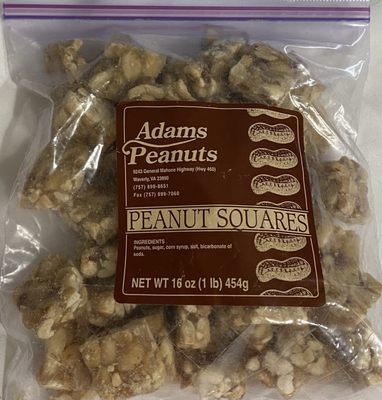 Adams
Peanuts
9243 General Mahone Highway (Hwy 460)
Waverly, VA 23890
(757) 899-8651
Fax (757) 899-7060
PEANUT SQUARES
INGREDIENTS
Peanuts, sugar, corn syrup, salt, bicarbonate of
soda.
NET WT 16 oz (1 lb) 454g